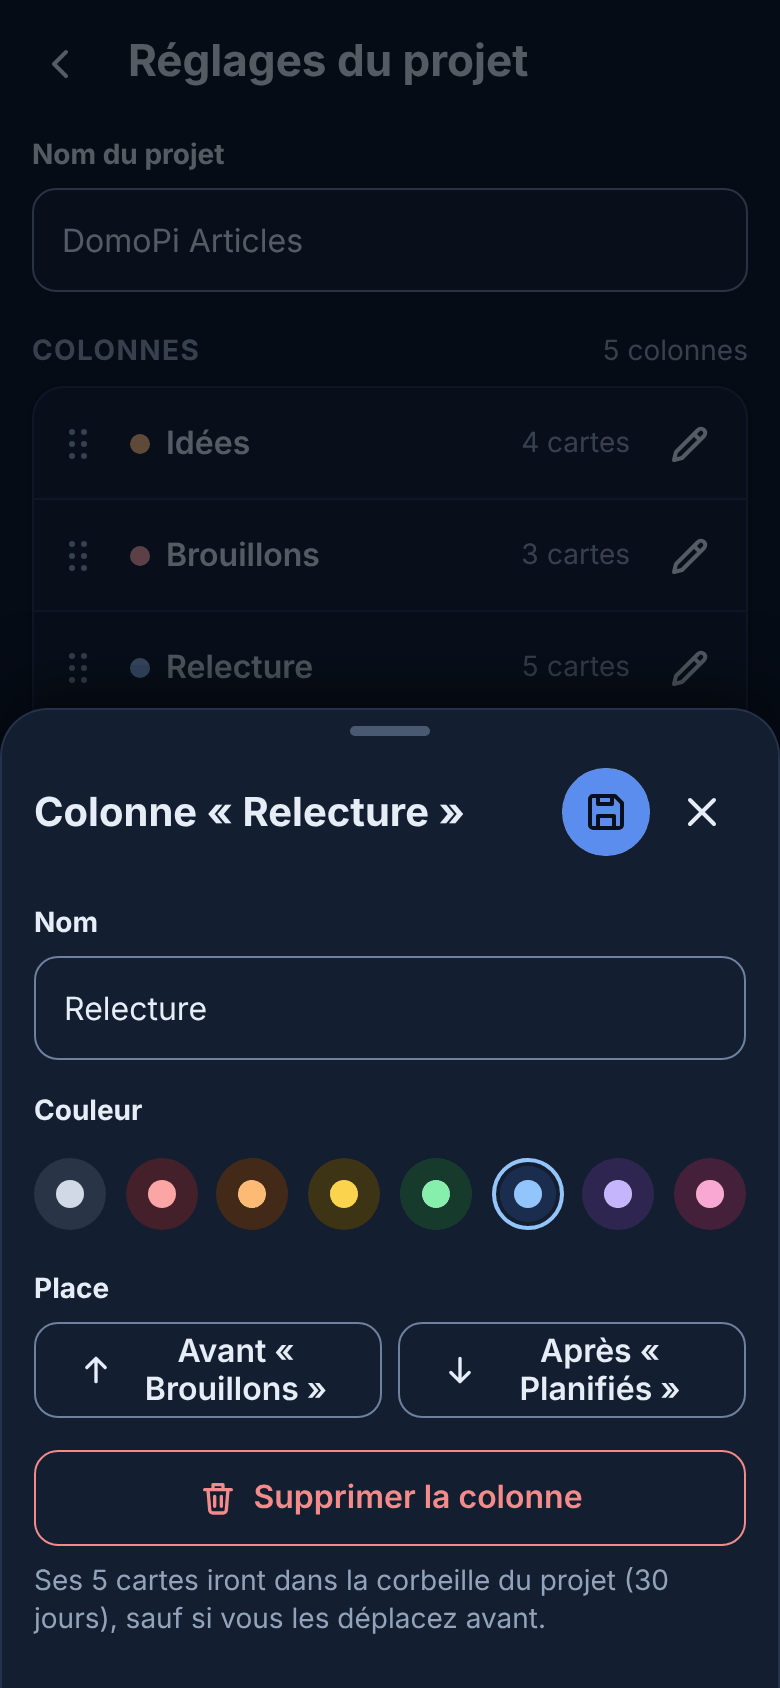 Réglages du projet
Nom du projet
DomoPi Articles
COLONNES 5 colonnes
Idées 4 cartes
Brouillons 3 cartes
Relecture 5 cartes
Colonne « Relecture »
Nom
Relecture
Couleur
Place
Avant «
Brouillons »
Après «
Planifiés »
Supprimer la colonne
Ses 5 cartes iront dans la corbeille du projet (30
jours), sauf si vous les déplacez avant.